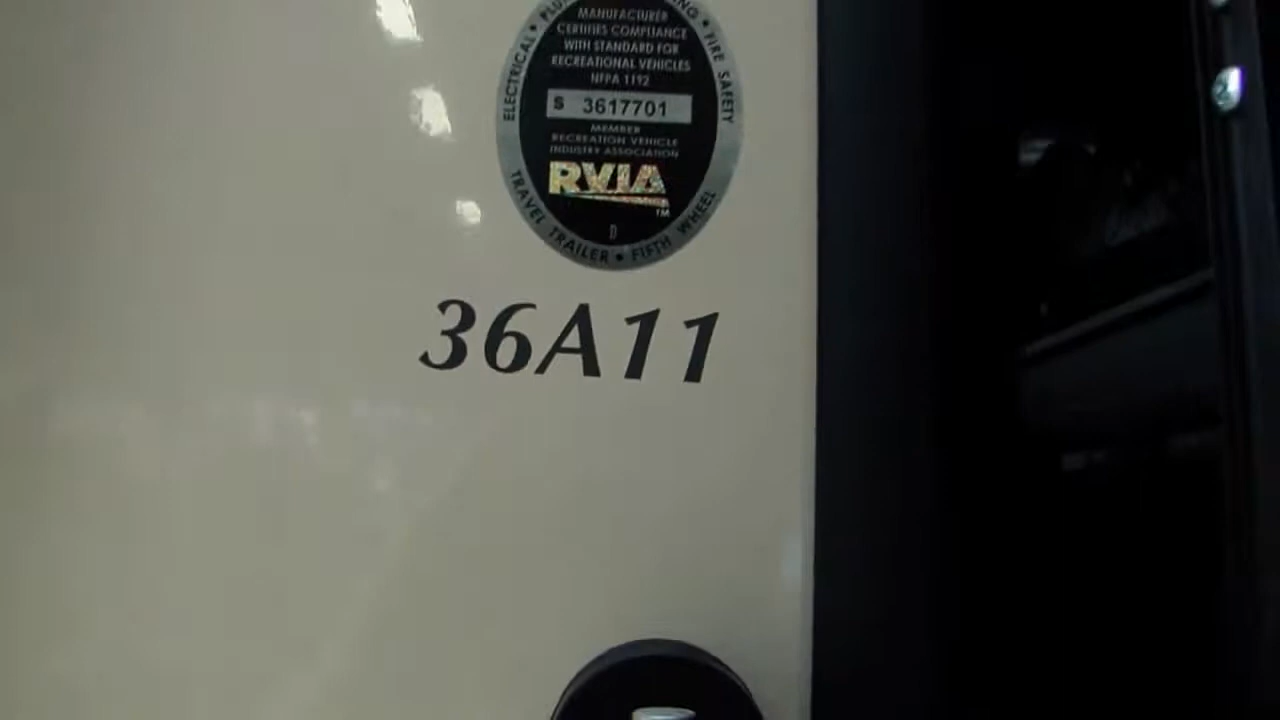 MANUFACTURER
CERTIFIES COMPLIANCE
WITH STANDARD FOR
RECREATIONAL VEHICLES
NFPA 1192
S 3617701
MEMBER
RECREATION VEHICLE
INDUSTRY ASSOCIATION
RVIA
TM
D
ELECTRICAL •
• FIRE SAFETY
TRAVEL TRAILER • FIFTH WHEEL
36A11